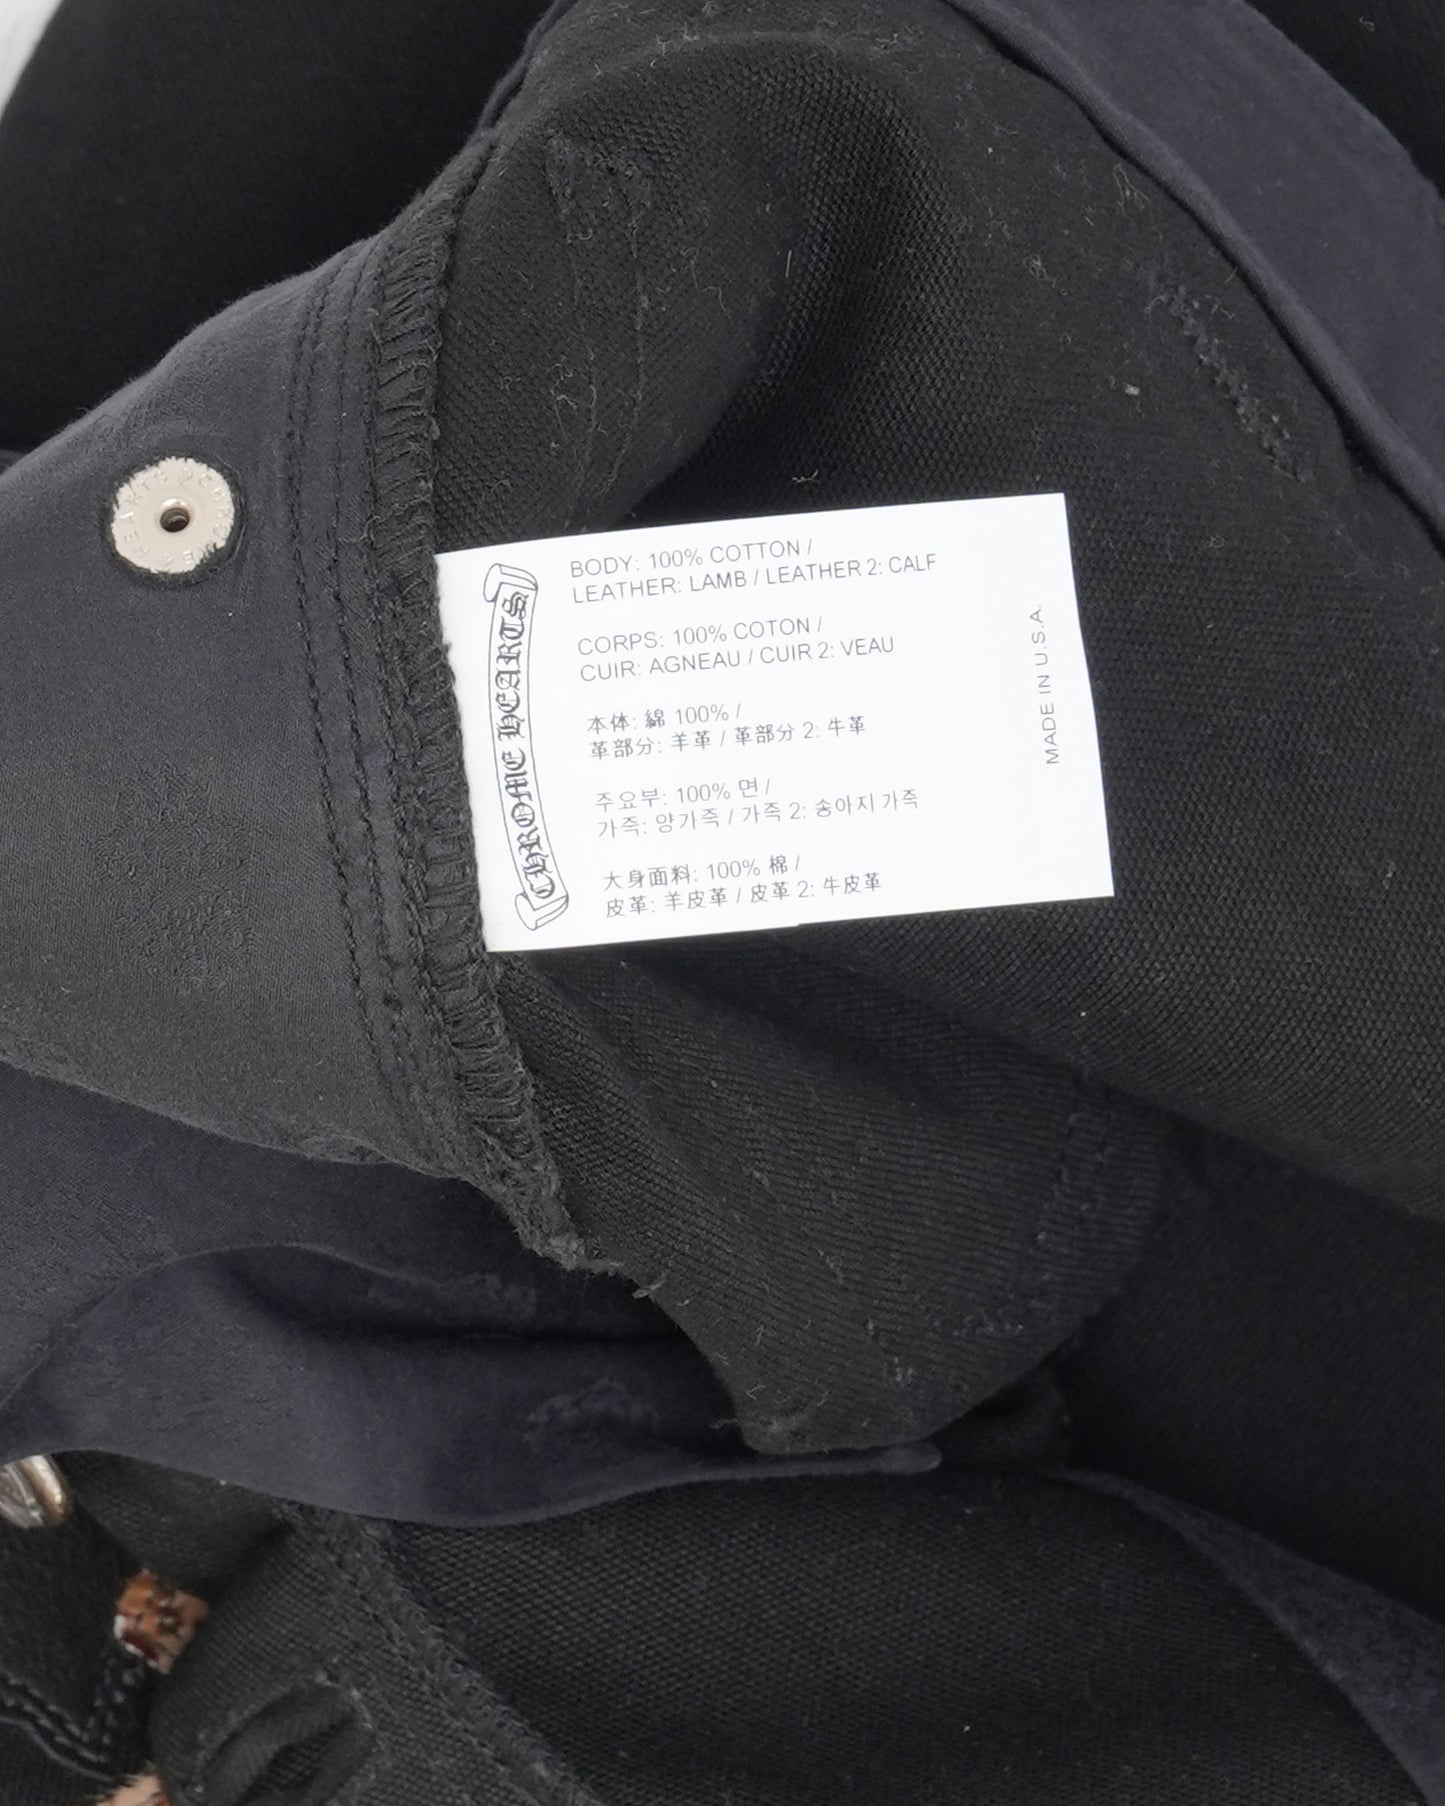 CHROME HEARTS
BODY: 100% COTTON /
LEATHER: LAMB / LEATHER 2: CALF
CORPS: 100% COTON /
CUIR: AGNEAU / CUIR 2: VEAU
本体: 綿 100% /
革部分: 羊革 / 革部分 2: 牛革
주요부: 100% 면 /
가죽: 양가죽 / 가죽 2: 송아지 가죽
大身面料: 100% 棉 /
皮革: 羊皮革 / 皮革 2: 牛皮革
MADE IN U.S.A.